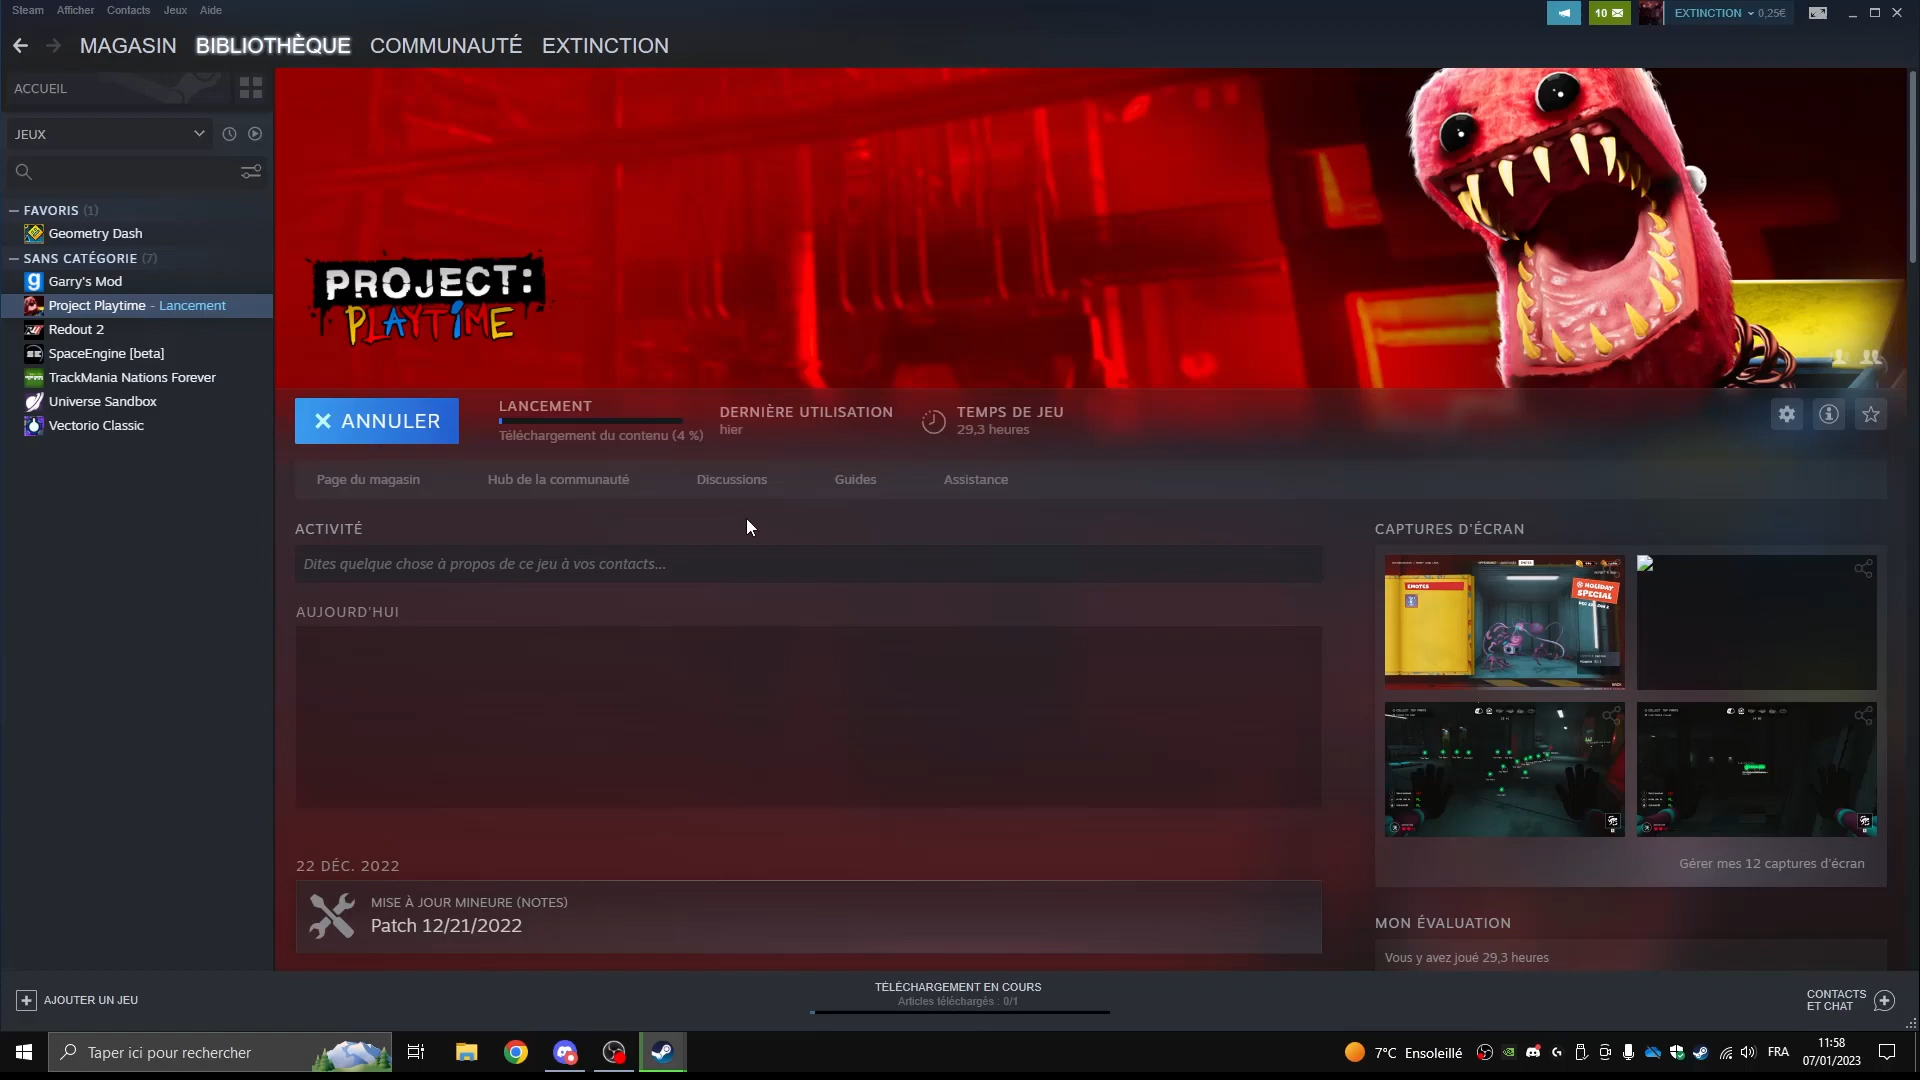 Steam Afficher Contacts Jeux Aide
10 EXTINCTION 0,25€
MAGASIN BIBLIOTHÈQUE COMMUNAUTÉ EXTINCTION
ACCUEIL
JEUX
— FAVORIS (1)
Geometry Dash
— SANS CATÉGORIE (7)
Garry's Mod
Project Playtime - Lancement
Redout 2
SpaceEngine [beta]
TrackMania Nations Forever
Universe Sandbox
Vectorio Classic
PROJECT:
PLAYTIME
ANNULER
LANCEMENT
Téléchargement du contenu (4 %)
DERNIÈRE UTILISATION
hier
TEMPS DE JEU
29,3 heures
Page du magasin Hub de la communauté Discussions Guides Assistance
ACTIVITÉ
Dites quelque chose à propos de ce jeu à vos contacts...
AUJOURD'HUI
22 DÉC. 2022
MISE À JOUR MINEURE (NOTES)
Patch 12/21/2022
CAPTURES D'ÉCRAN
EMOTES
HOLIDAY
SPECIAL
Gérer mes 12 captures d'écran
MON ÉVALUATION
Vous y avez joué 29,3 heures
AJOUTER UN JEU
TÉLÉCHARGEMENT EN COURS
Articles téléchargés : 0/1
CONTACTS
ET CHAT
Taper ici pour rechercher
7°C Ensoleillé
FRA
11:58
07/01/2023